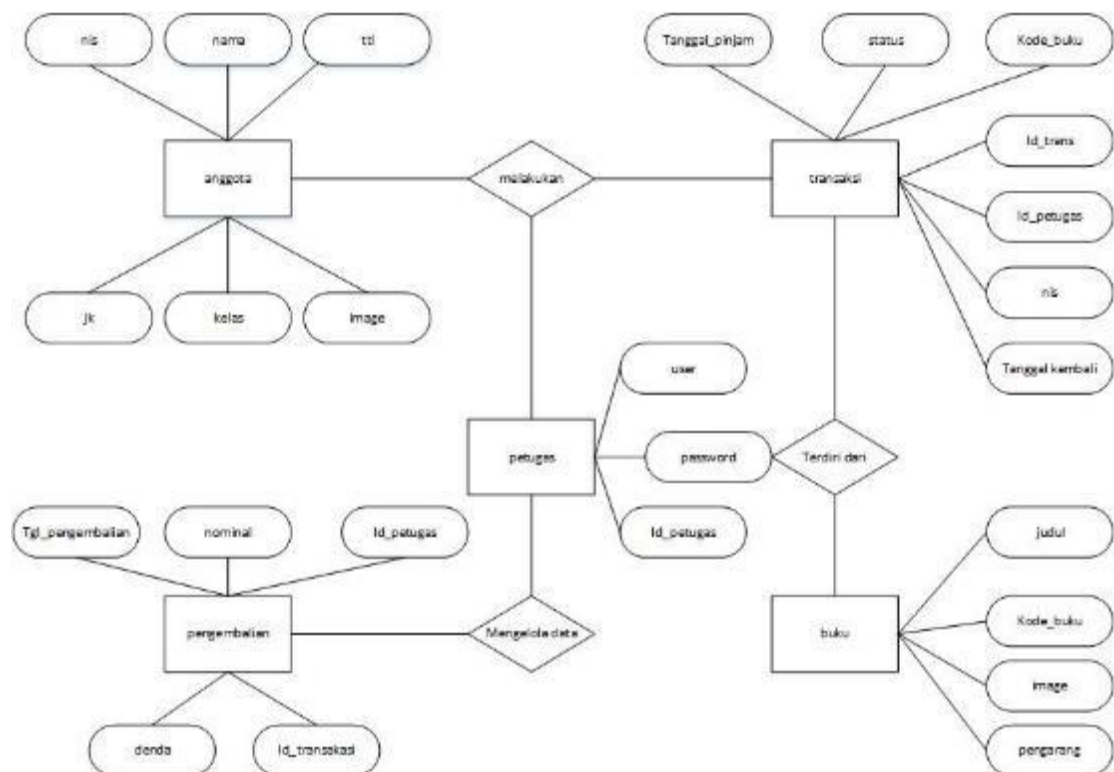 nis
nama
ttl
Tanggal_pinjam
status
Kode_buku
anggota
melakukan
transaksi
Id_trans
Id_petugas
nis
Tanggal kembali
jk
kelas
image
user
petugas
password
Terdiri dari
Id_petugas
Tgl_pengembalian
nominal
Id_petugas
pengembalian
Mengelola data
buku
judul
Kode_buku
image
pengarang
denda
Id_transakasi